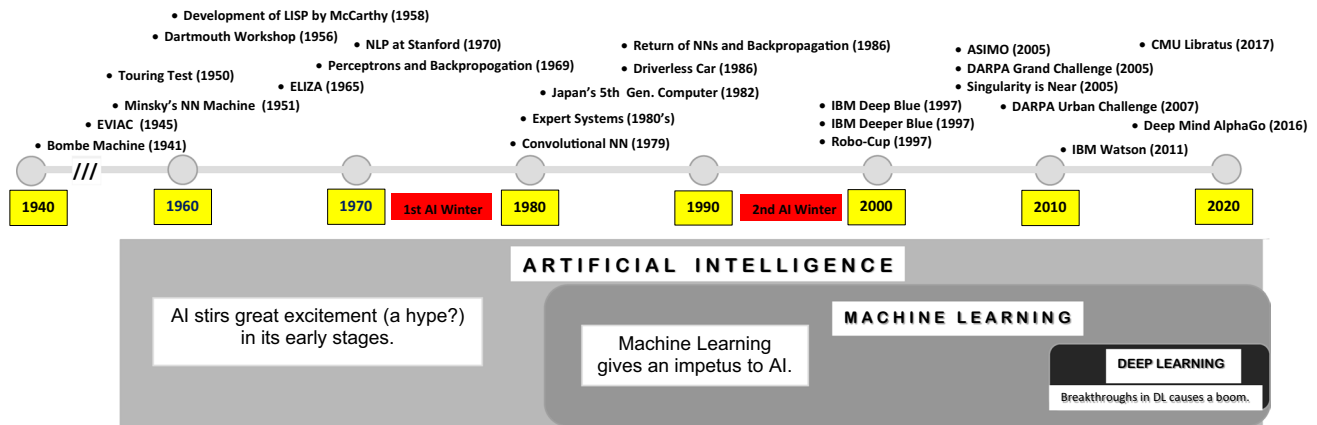 • Development of LISP by McCarthy (1958)
• Dartmouth Workshop (1956)
• NLP at Stanford (1970)
• Perceptrons and Backpropogation (1969)
• Touring Test (1950)
• ELIZA (1965)
• Minsky's NN Machine (1951)
• EVIAC (1945)
• Bombe Machine (1941)
• Return of NNs and Backpropagation (1986)
• Driverless Car (1986)
• Japan's 5th Gen. Computer (1982)
• Expert Systems (1980's)
• Convolutional NN (1979)
• IBM Deep Blue (1997)
• IBM Deeper Blue (1997)
• Robo-Cup (1997)
• ASIMO (2005)
• DARPA Grand Challenge (2005)
• Singularity is Near (2005)
• DARPA Urban Challenge (2007)
• CMU Libratus (2017)
• Deep Mind AlphaGo (2016)
• IBM Watson (2011)
///
1940
1960
1970
1st AI Winter
1980
1990
2nd AI Winter
2000
2010
2020
ARTIFICIAL INTELLIGENCE
AI stirs great excitement (a hype?)
in its early stages.
MACHINE LEARNING
Machine Learning
gives an impetus to AI.
DEEP LEARNING
Breakthroughs in DL causes a boom.